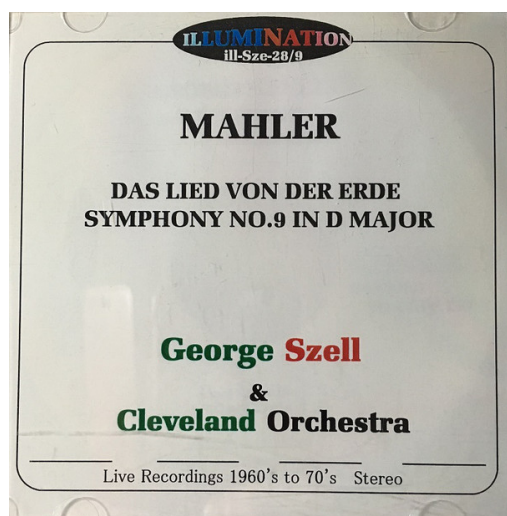 ILLUMINATION
ill-Sze-28/9
MAHLER
DAS LIED VON DER ERDE
SYMPHONY NO.9 IN D MAJOR
George Szell
&
Cleveland Orchestra
Live Recordings 1960's to 70's Stereo